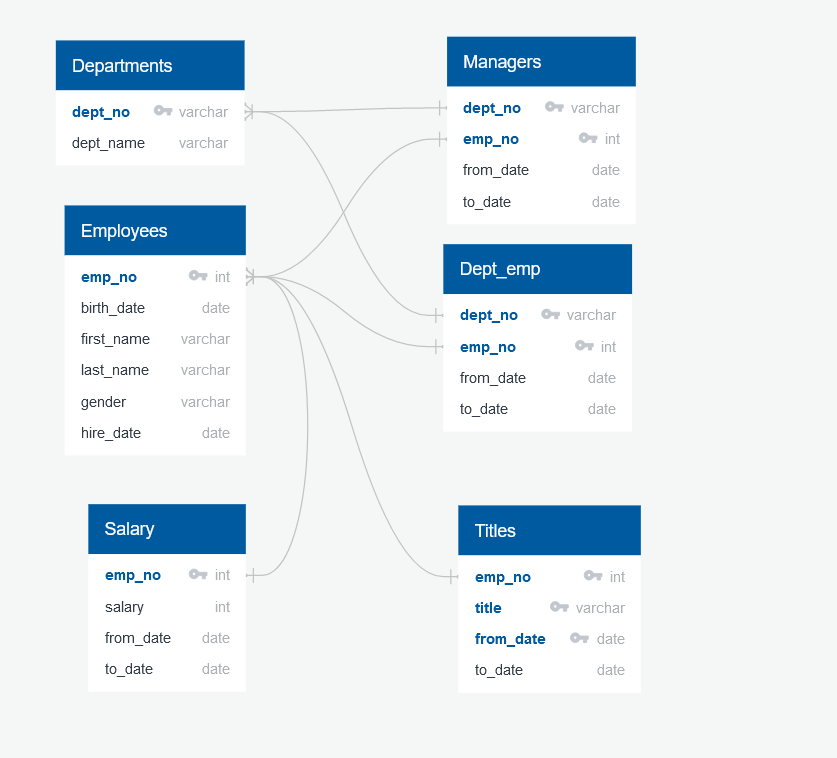 Departments
dept_no varchar
dept_name varchar
Employees
emp_no int
birth_date date
first_name varchar
last_name varchar
gender varchar
hire_date date
Salary
emp_no int
salary int
from_date date
to_date date
Managers
dept_no varchar
emp_no int
from_date date
to_date date
Dept_emp
dept_no varchar
emp_no int
from_date date
to_date date
Titles
emp_no int
title varchar
from_date date
to_date date